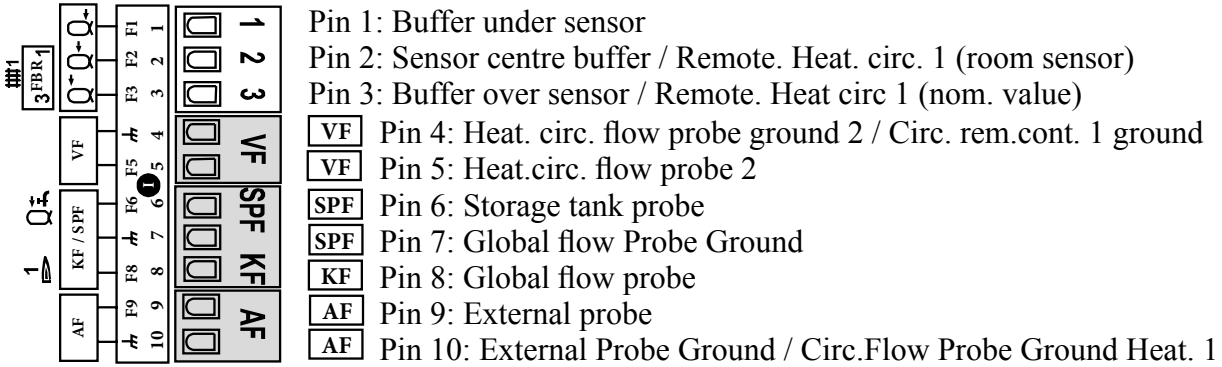 F1 1 1 Pin 1: Buffer under sensor
1 3 FBR 1 F2 2 2 Pin 2: Sensor centre buffer / Remote. Heat. circ. 1 (room sensor)
F3 3 3 Pin 3: Buffer over sensor / Remote. Heat circ 1 (nom. value)
VF 4 VF VF Pin 4: Heat. circ. flow probe ground 2 / Circ. rem.cont. 1 ground
F5 5 VF Pin 5: Heat.circ. flow probe 2
I
KF / SPF F6 6 SPF SPF Pin 6: Storage tank probe
7 SPF Pin 7: Global flow Probe Ground
1 F8 8 KF KF Pin 8: Global flow probe
AF F9 9 AF AF Pin 9: External probe
10 AF Pin 10: External Probe Ground / Circ.Flow Probe Ground Heat. 1